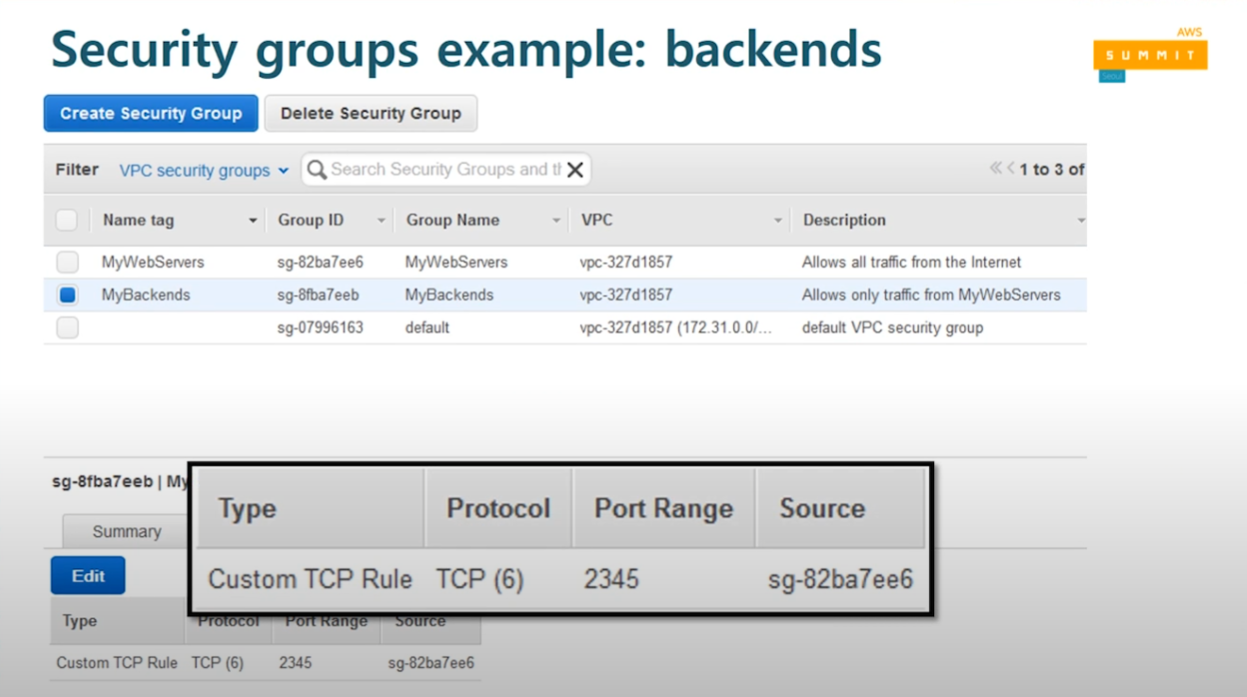 Security groups example: backends
AWS
SUMMIT
Seoul
Create Security Group Delete Security Group
Filter VPC security groups Search Security Groups and th 1 to 3 of
Name tag Group ID Group Name VPC Description
MyWebServers sg-82ba7ee6 MyWebServers vpc-327d1857 Allows all traffic from the Internet
MyBackends sg-8fba7eeb MyBackends vpc-327d1857 Allows only traffic from MyWebServers
sg-07996163 default vpc-327d1857 (172.31.0.0/... default VPC security group
sg-8fba7eeb | My
Summary
Edit
Type Protocol Port Range Source
Custom TCP Rule TCP (6) 2345 sg-82ba7ee6
Type Protocol Port Range Source
Custom TCP Rule TCP (6) 2345 sg-82ba7ee6